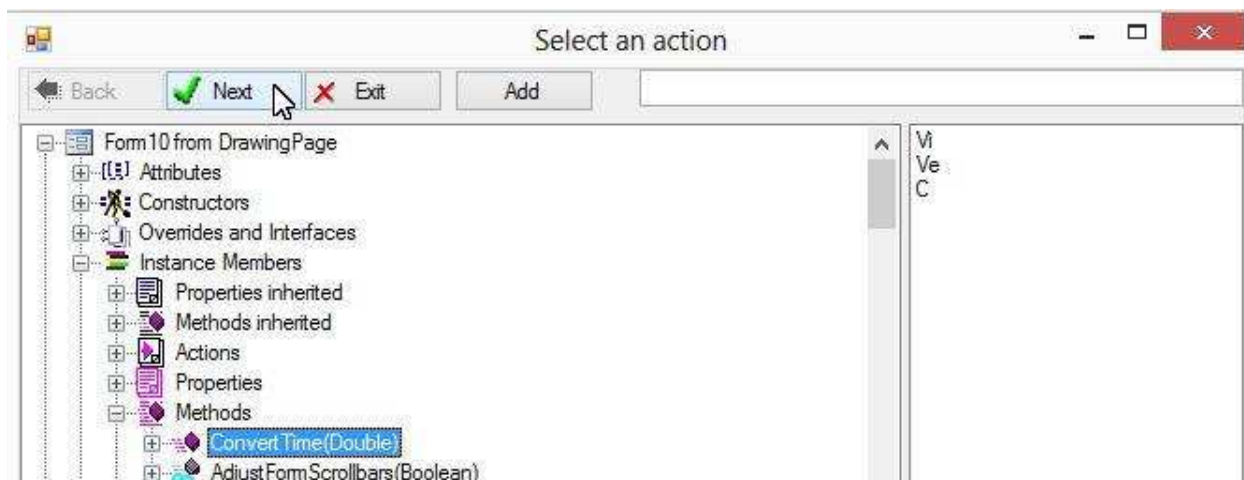 Select an action
Back Next Exit Add
Form10 from DrawingPage
Attributes
Constructors
Overrides and Interfaces
Instance Members
Properties inherited
Methods inherited
Actions
Properties
Methods
ConvertTime(Double)
AdjustFormScrollbars(Boolean)
Vi
Ve
C